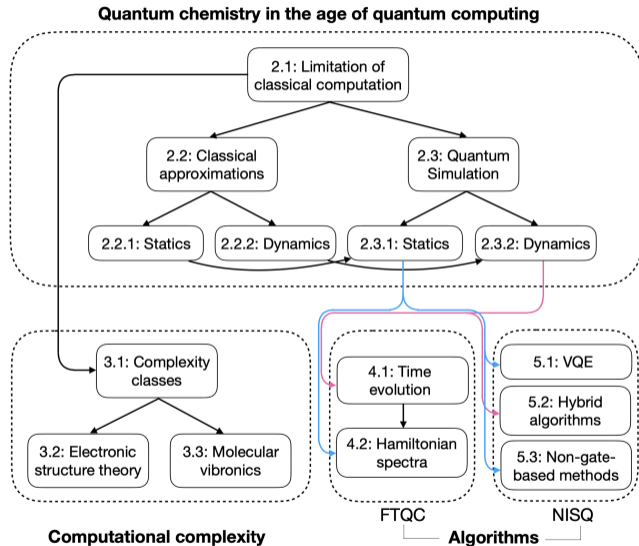 Quantum chemistry in the age of quantum computing
2.1: Limitation of
classical computation
2.2: Classical
approximations
2.3: Quantum
Simulation
2.2.1: Statics
2.2.2: Dynamics
2.3.1: Statics
2.3.2: Dynamics
3.1: Complexity
classes
3.2: Electronic
structure theory
3.3: Molecular
vibronics
4.1: Time
evolution
4.2: Hamiltonian
spectra
5.1: VQE
5.2: Hybrid
algorithms
5.3: Non-gate-
based methods
FTQC
NISQ
Computational complexity
Algorithms